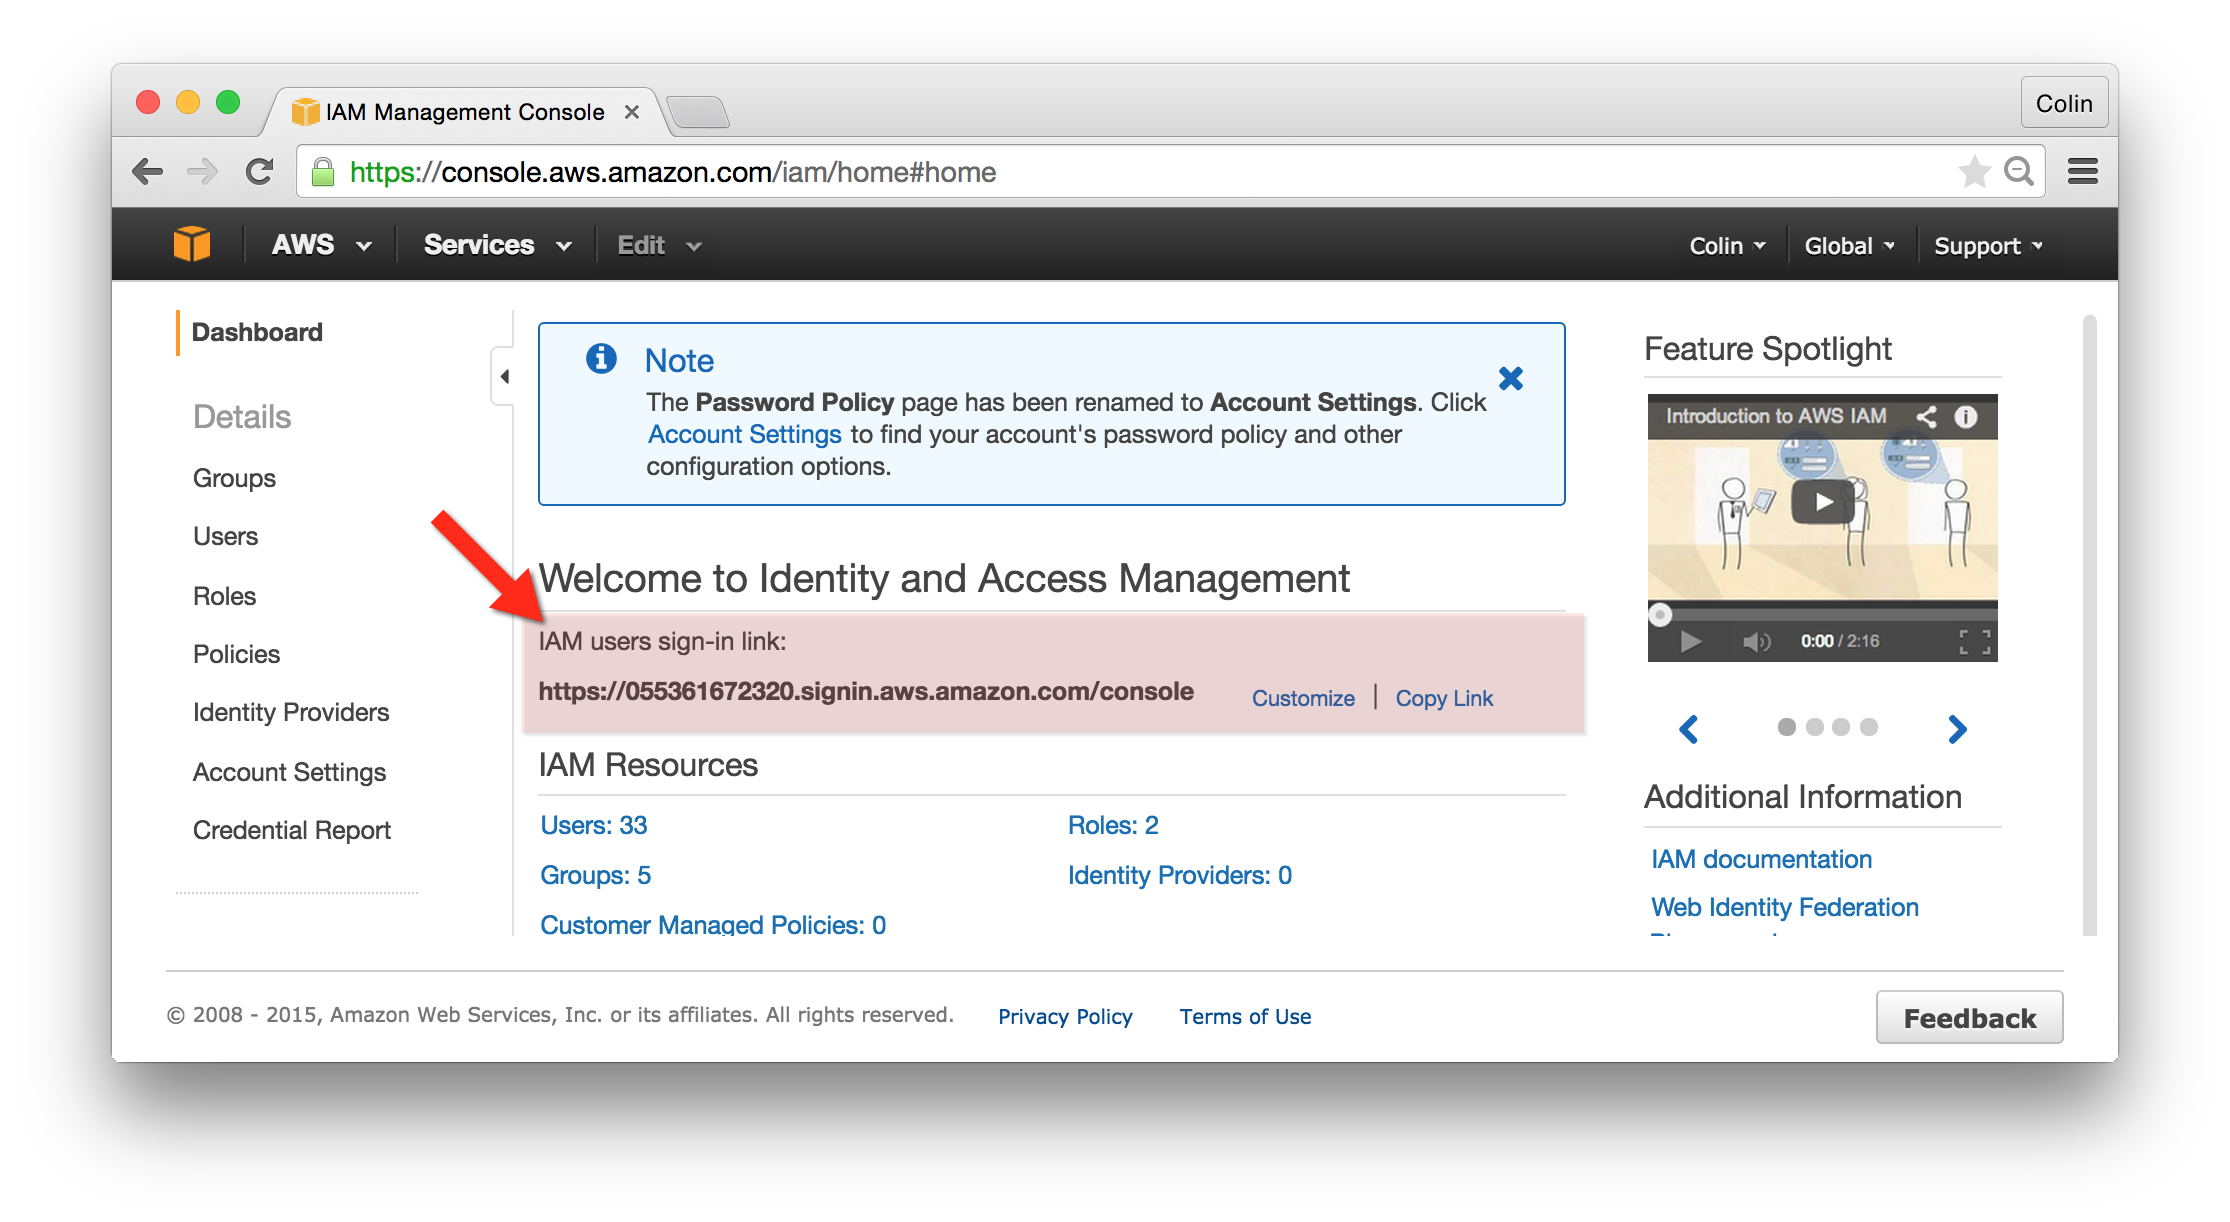 IAM Management Console
Colin
https://console.aws.amazon.com/iam/home#home
AWS
Services
Edit
Colin
Global
Support
Dashboard
Details
Groups
Users
Roles
Policies
Identity Providers
Account Settings
Credential Report
Note
The Password Policy page has been renamed to Account Settings. Click
Account Settings to find your account's password policy and other
configuration options.
Welcome to Identity and Access Management
IAM users sign-in link:
https://055361672320.signin.aws.amazon.com/console
Customize | Copy Link
IAM Resources
Users: 33
Roles: 2
Groups: 5
Identity Providers: 0
Customer Managed Policies: 0
Feature Spotlight
Introduction to AWS IAM
0:00 / 2:16
Additional Information
IAM documentation
Web Identity Federation
© 2008 - 2015, Amazon Web Services, Inc. or its affiliates. All rights reserved.
Privacy Policy
Terms of Use
Feedback